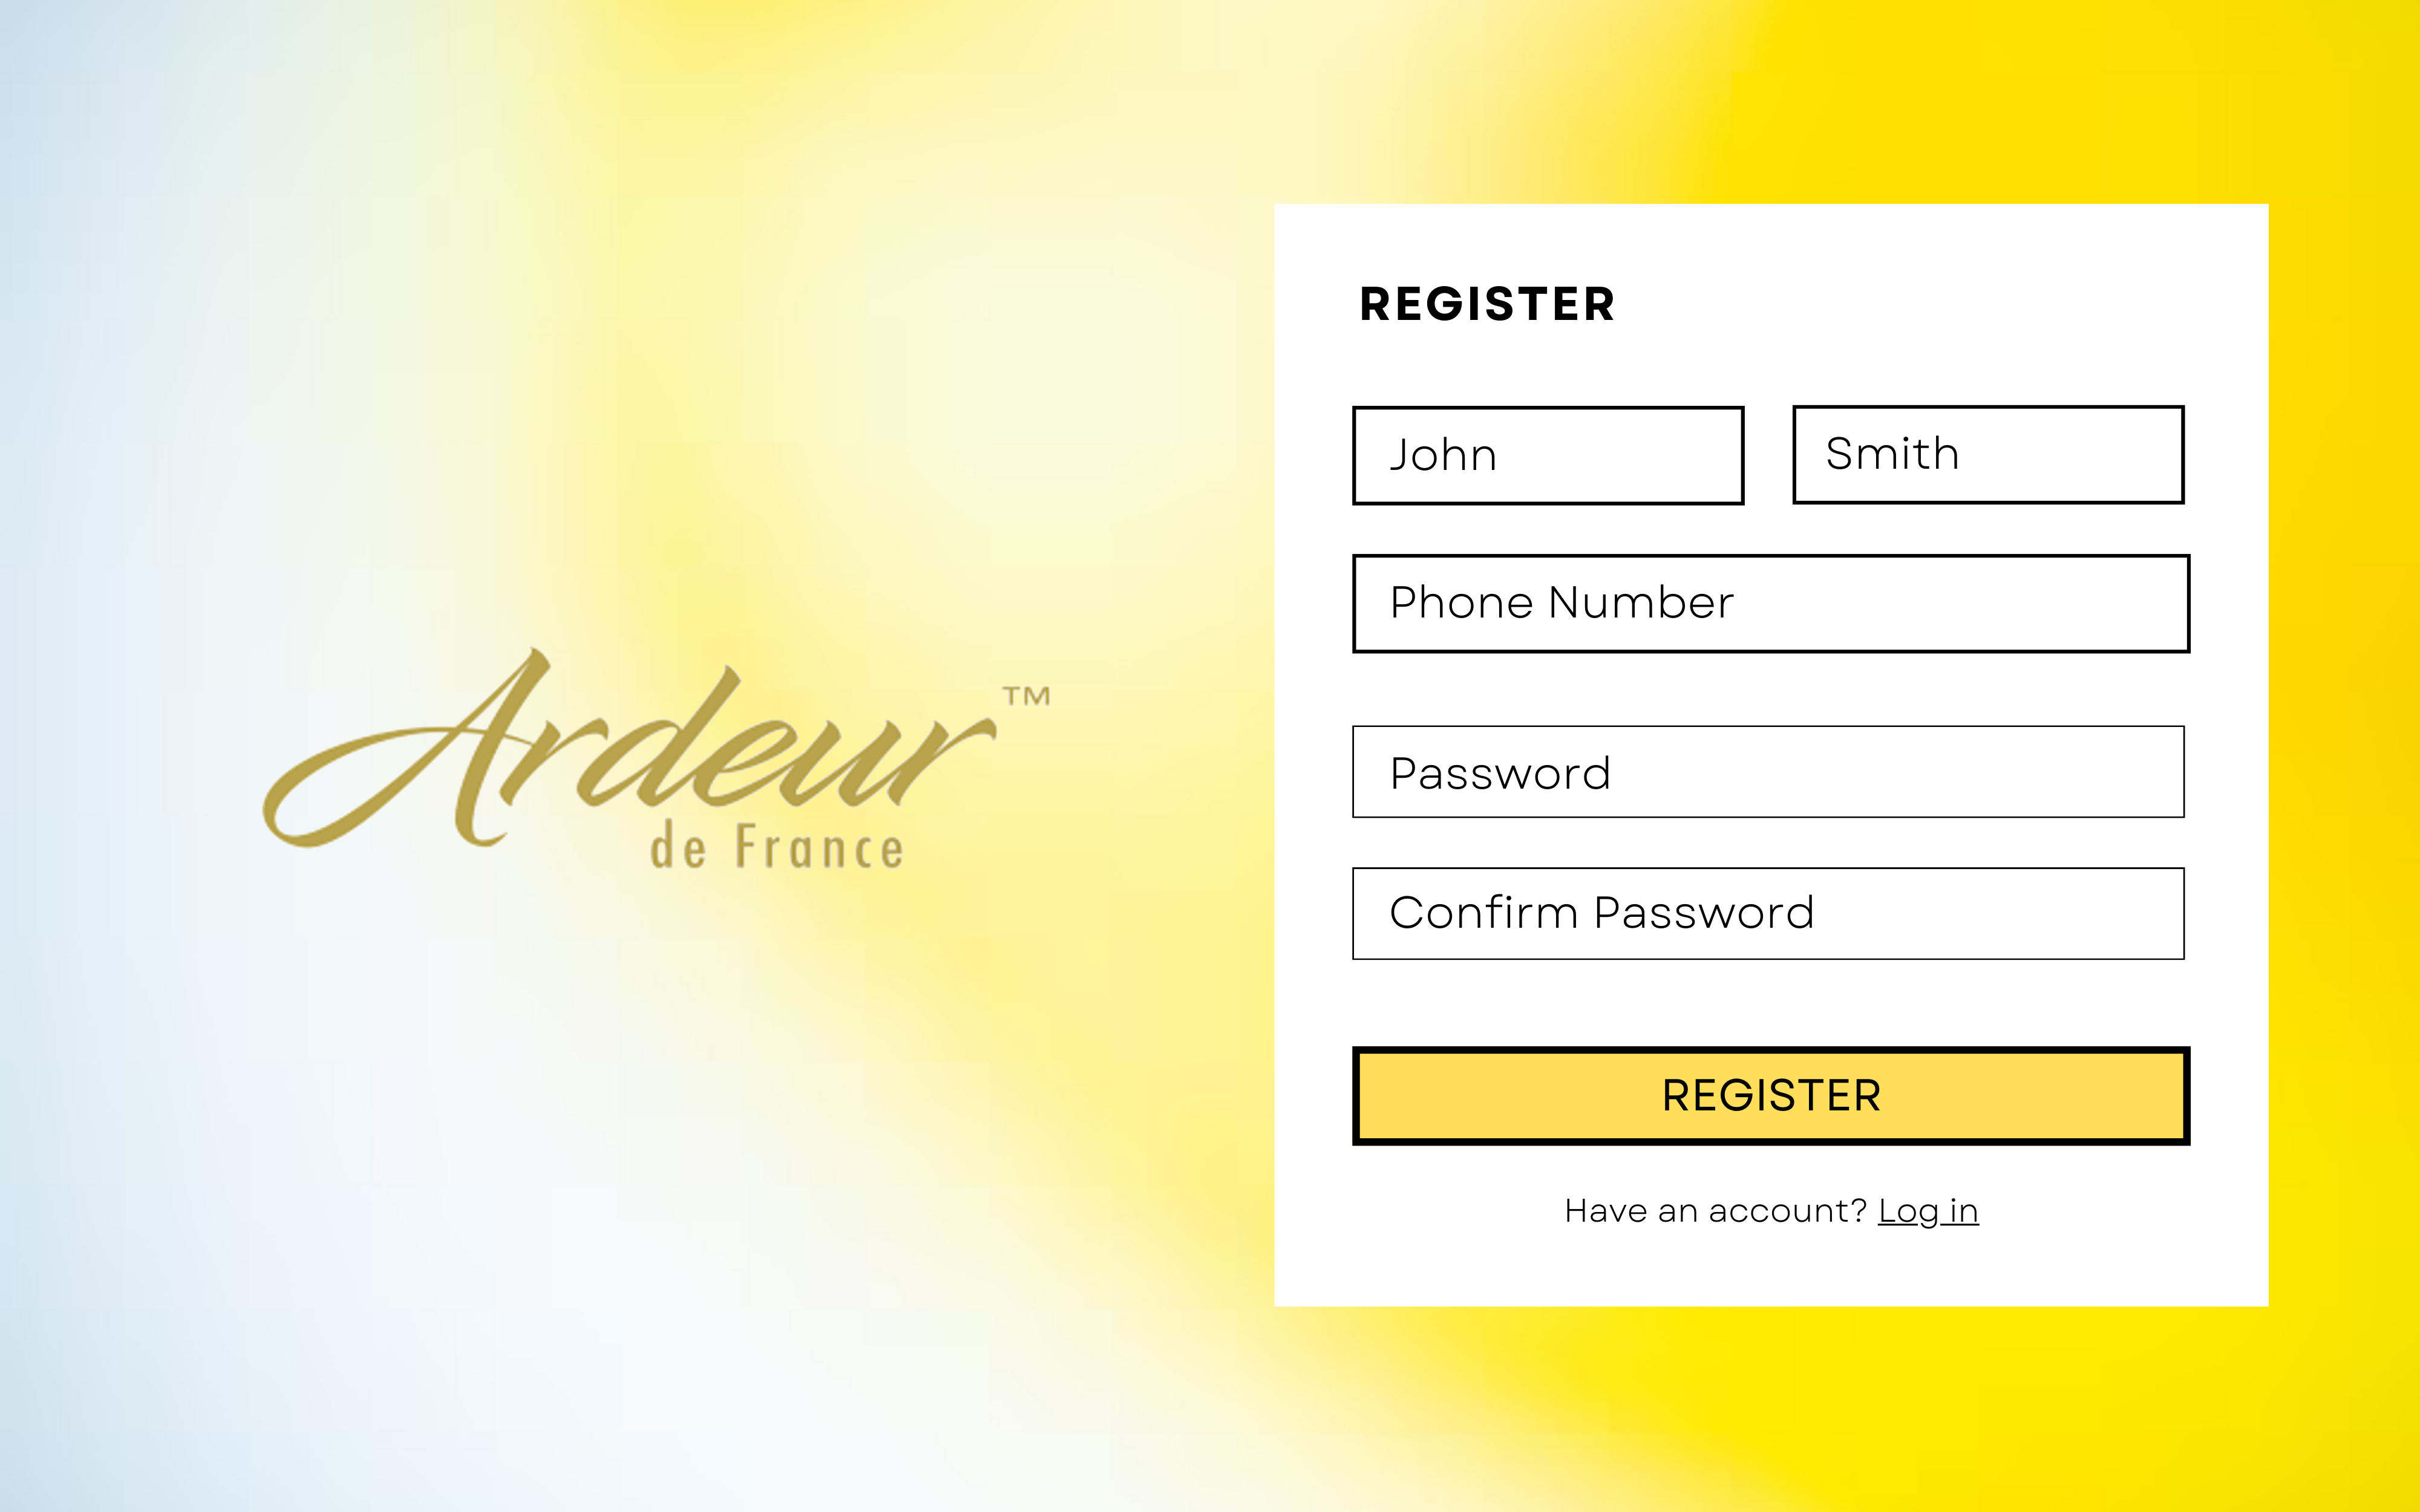 Ardeur™
de France
REGISTER
John
Smith
Phone Number
Password
Confirm Password
REGISTER
Have an account? Log in